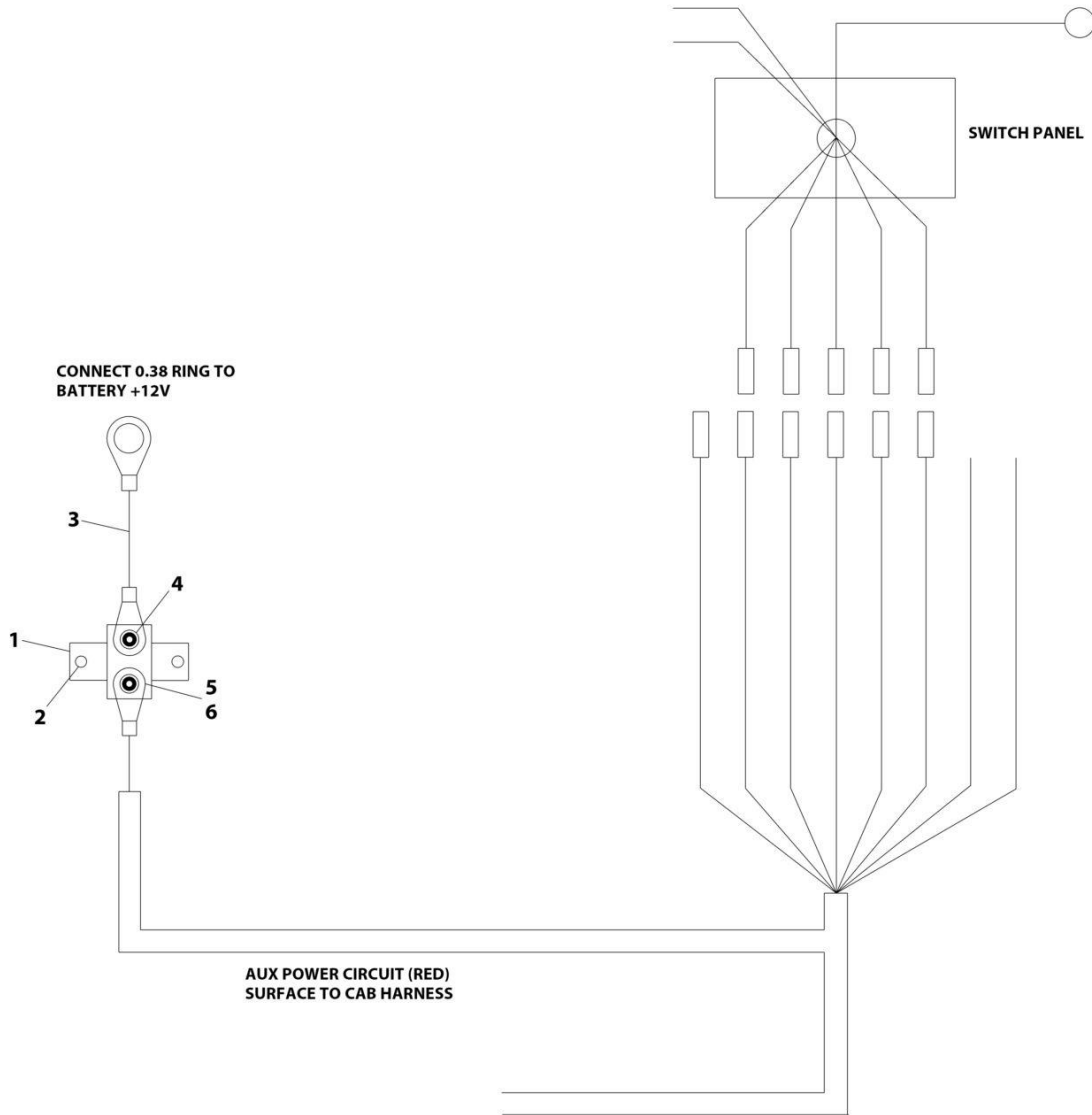 SWITCH PANEL
CONNECT 0.38 RING TO
BATTERY +12V
3
4
1
2
5
6
AUX POWER CIRCUIT (RED)
SURFACE TO CAB HARNESS